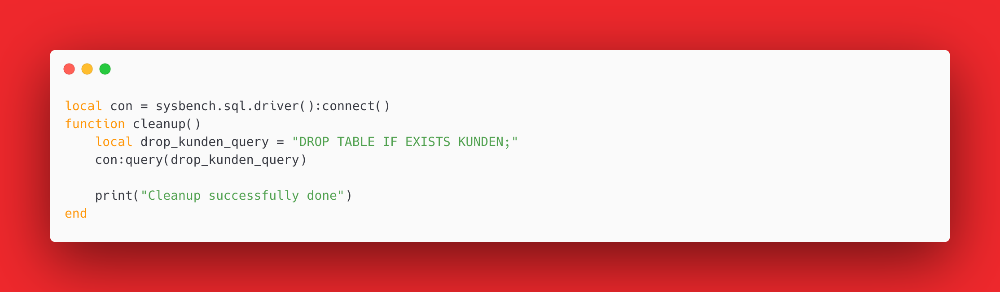 local con = sysbench.sql.driver():connect()
function cleanup()
    local drop_kunden_query = "DROP TABLE IF EXISTS KUNDEN;"
    con:query(drop_kunden_query)

    print("Cleanup successfully done")
end